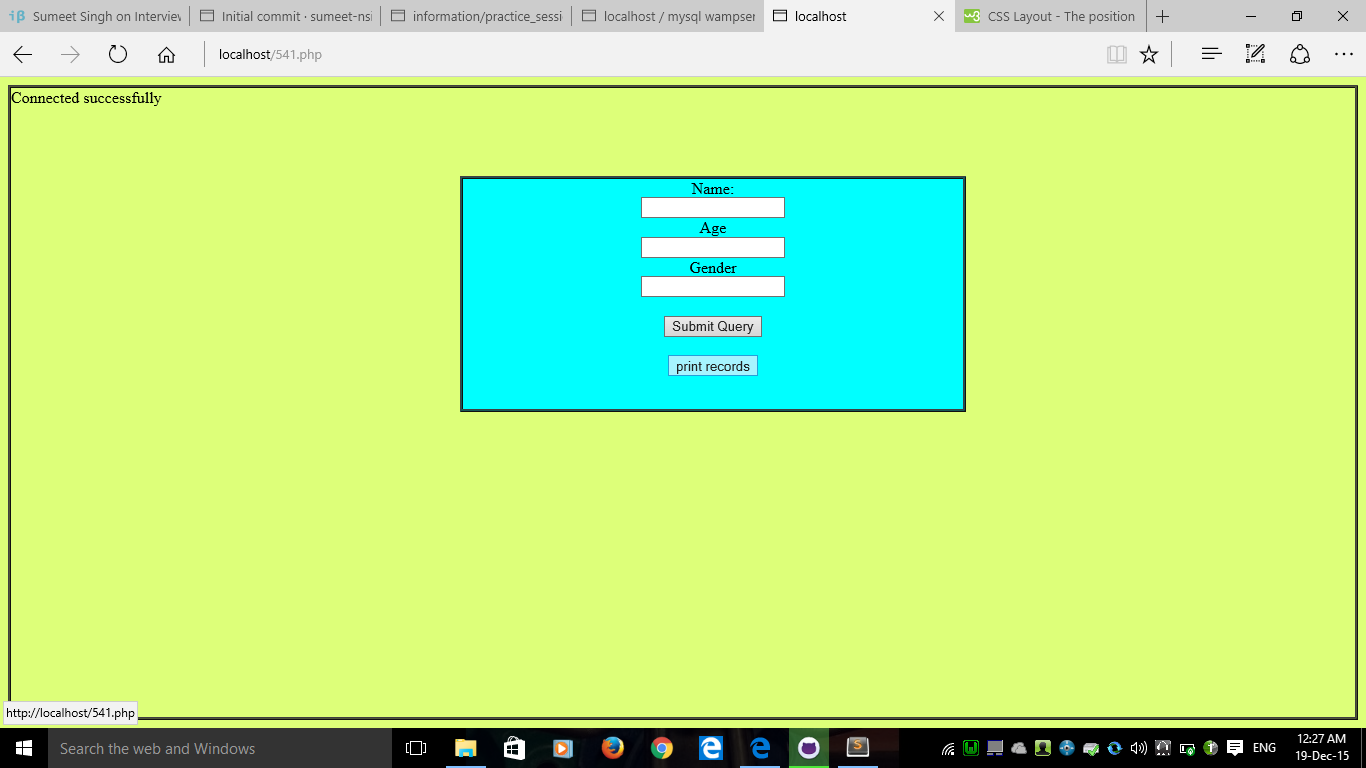 Sumeet Singh on Interview
Initial commit · sumeet-nsi
information/practice_sessi
localhost / mysql wampser
localhost
CSS Layout - The position
localhost/541.php
Connected successfully
Name:
Age
Gender
Submit Query
print records
http://localhost/541.php
Search the web and Windows
ENG
12:27 AM
19-Dec-15